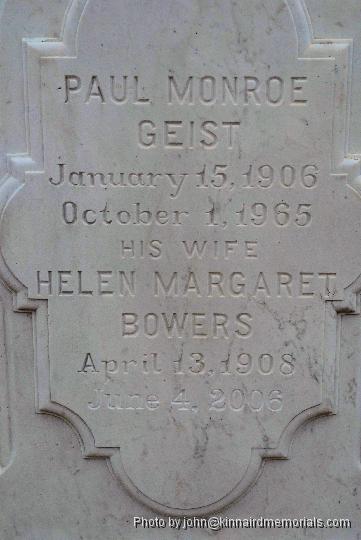 PAUL MONROE
GEIST
January 15, 1906
October 1, 1965
HIS WIFE
HELEN MARGARET
BOWERS
April 13, 1908
June 4, 2006
Photo by john@kinnairdmemorials.com